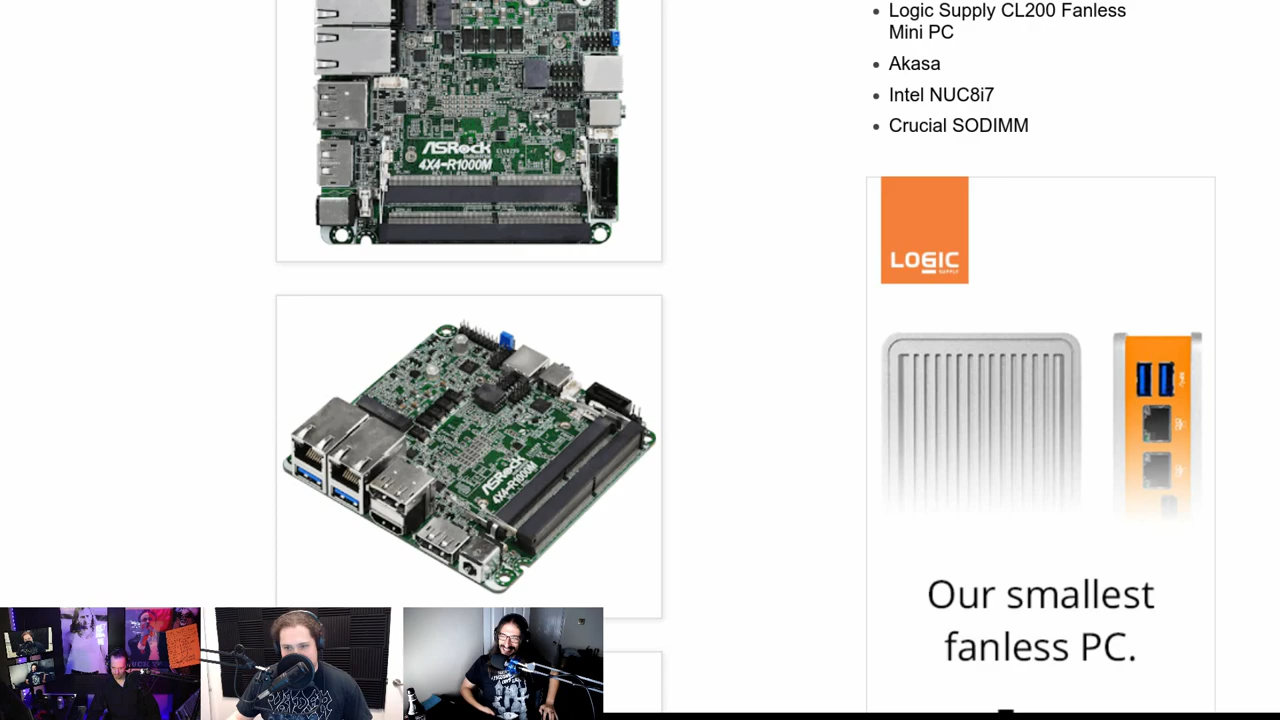 Logic Supply CL200 Fanless
Mini PC
Akasa
Intel NUC8i7
Crucial SODIMM
ASRock
4X4-R1000M
LOGIC
SUPPLY
ASRock
4X4-R1000M
Our smallest
fanless PC.